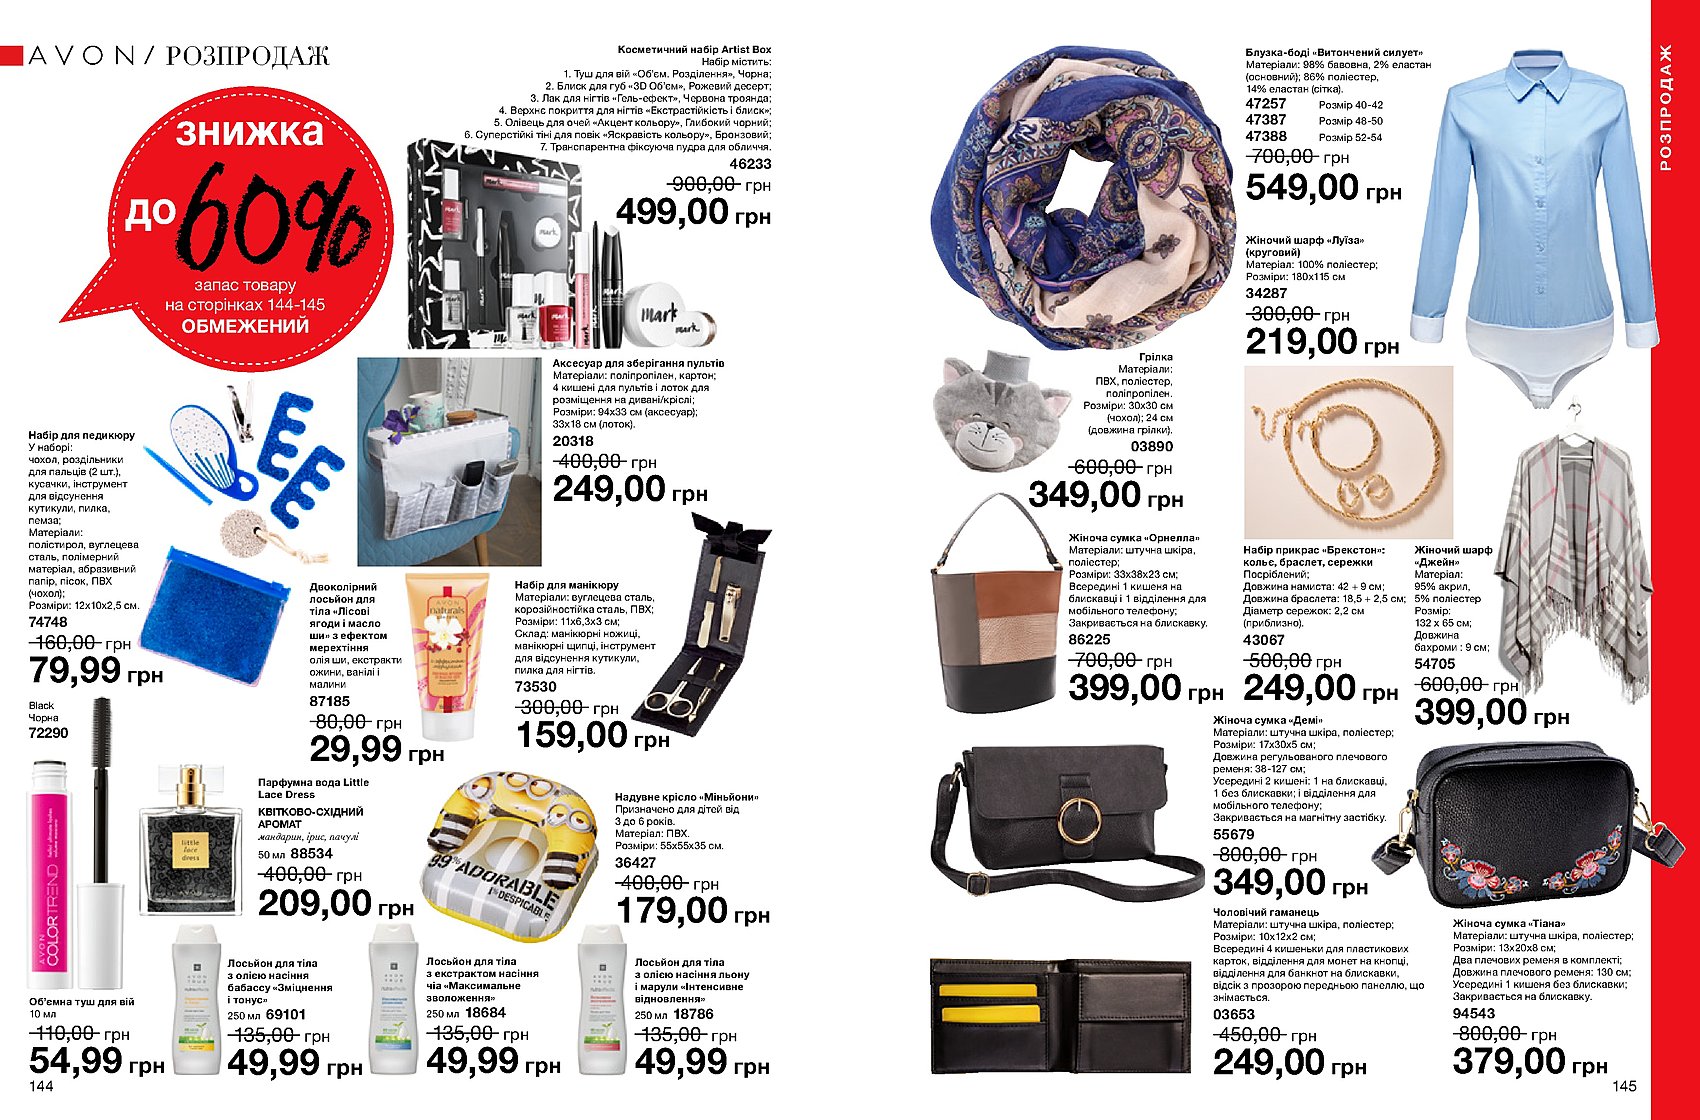 AVON/ РОЗПРОДАЖ
ЗНИЖКА
ДО 60%
запас товару
на сторінках 144-145
ОБМЕЖЕНИЙ
Косметичний набір Artist Box
Набір містить:
1. Туш для вій «Об'єм. Розділення», Чорна;
2. Блиск для губ «3D Об'єм», Рожевий десерт;
3. Лак для нігтів «Гель-ефект», Червона троянда;
4. Верхнє покриття для нігтів «Екстрастійкість і блиск»;
5. Олівець для очей «Акцент кольору», Глибокий чорний;
6. Суперстійкі тіні для повік «Яскравість кольору», Бронзовий;
7. Транспарентна фіксуюча пудра для обличчя.
46233
900,00 грн
499,00 грн
mark.
mark.
mark.
Аксесуар для зберігання пультів
Матеріали: поліпропілен, картон;
4 кишені для пультів і лоток для
розміщення на дивані/кріслі;
Розміри: 94х33 см (аксесуар);
33х18 см (лоток).
20318
400,00 грн
249,00 грн
Набір для педикюру
У наборі:
чохол, роздільники
для пальців (2 шт.),
кусачки, інструмент
для відсунення
кутикули, пилка,
пемза;
Матеріали:
полістирол, вуглецева
сталь, полімерний
матеріал, абразивний
папір, пісок, ПВХ
(чохол);
Розміри: 12х10х2,5 см.
74748
160,00 грн
79,99 грн
Двоколірний
лосьйон для
тіла «Лісові
ягоди і масло
ши» з ефектом
мерехтіння
олія ши, екстракти
ожини, ванілі і
малини
87185
80,00 грн
29,99 грн
AVON
naturals
Набір для манікюру
Матеріали: вуглецева сталь,
корозійностійка сталь, ПВХ;
Розміри: 11х6,3х3 см;
Склад: манікюрні ножиці,
манікюрні щипці, інструмент
для відсунення кутикули,
пилка для нігтів.
73530
300,00 грн
159,00 грн
Black
Чорна
72290
AVON
COLORTREND
Об'ємна туш для вій
10 мл
110,00 грн
54,99 грн
little
lace
dress
AVON
Парфумна вода Little
Lace Dress
КВІТКОВО-СХІДНИЙ
АРОМАТ
мандарин, ірис, пачулі
50 мл 88534
400,00 грн
209,00 грн
99% ADORABLE
1% DESPICABLE
Надувне крісло «Міньйони»
Призначено для дітей від
3 до 6 років.
Матеріал: ПВХ.
Розміри: 55х55х35 см.
36427
400,00 грн
179,00 грн
AVON
TRUE
nutraeffects
Лосьйон для тіла
з олією насіння
бабассу «Зміцнення
і тонус»
250 мл 69101
135,00 грн
49,99 грн
AVON
TRUE
nutraeffects
Лосьйон для тіла
з екстрактом насіння
чіа «Максимальне
зволоження»
250 мл 18684
135,00 грн
49,99 грн
AVON
TRUE
nutraeffects
Лосьйон для тіла
з олією насіння льону
і марули «Інтенсивне
відновлення»
250 мл 18786
135,00 грн
49,99 грн
144
Блузка-боді «Витончений силует»
Матеріали: 98% бавовна, 2% еластан
(основний); 86% поліестер,
14% еластан (сітка).
47257 Розмір 40-42
47387 Розмір 48-50
47388 Розмір 52-54
700,00 грн
549,00 грн
Жіночий шарф «Луїза»
(круговий)
Матеріал: 100% поліестер;
Розміри: 180х115 см
34287
300,00 грн
219,00 грн
Грілка
Матеріали:
ПВХ, поліестер,
поліпропілен.
Розміри: 30х30 см
(чохол); 24 см
(довжина грілки).
03890
600,00 грн
349,00 грн
Жіноча сумка «Орнелла»
Матеріали: штучна шкіра,
поліестер;
Розміри: 33х38х23 см;
Всередині 1 кишеня на
блискавці і 1 відділення для
мобільного телефону;
Закривається на блискавку.
86225
700,00 грн
399,00 грн
Набір прикрас «Брекстон»:
кольє, браслет, сережки
Посріблений;
Довжина намиста: 42 + 9 см;
Довжина браслета: 18,5 + 2,5 см;
Діаметр сережок: 2,2 см
(приблизно).
43067
500,00 грн
249,00 грн
Жіночий шарф
«Джейн»
Матеріал:
95% акрил,
5% поліестер
Розмір:
132 х 65 см;
Довжина
бахроми : 9 см;
54705
600,00 грн
399,00 грн
Жіноча сумка «Демі»
Матеріали: штучна шкіра, поліестер;
Розміри: 17х30х5 см;
Довжина регульованого плечового
ременя: 38-127 см;
Усередині 2 кишені: 1 на блискавці,
1 без блискавки; і відділення для
мобільного телефону;
Закривається на магнітну застібку.
55679
800,00 грн
349,00 грн
Чоловічий гаманець
Матеріали: штучна шкіра, поліестер;
Розміри: 10х12х2 см;
Всередині 4 кишеньки для пластикових
карток, відділення для монет на кнопці,
відділення для банкнот на блискавки,
відсік з прозорою передньою панеллю, що
знімається.
03653
450,00 грн
249,00 грн
Жіноча сумка «Тіана»
Матеріали: штучна шкіра, поліестер;
Розміри: 13х20х8 см;
Два плечових ременя в комплекті;
Довжина плечового ременя: 130 см;
Усередині 1 кишеня без блискавки;
Закривається на блискавку.
94543
800,00 грн
379,00 грн
РОЗПРОДАЖ
145